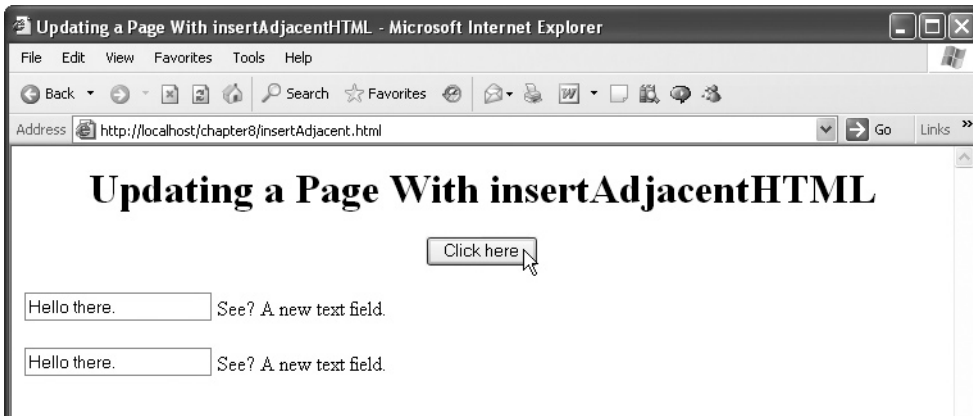 Updating a Page With insertAdjacentHTML - Microsoft Internet Explorer
File Edit View Favorites Tools Help
Back Search Favorites W
Address http://localhost/chapter8/insertAdjacent.html Go Links »
Updating a Page With insertAdjacentHTML
Click here
Hello there. See? A new text field.
Hello there. See? A new text field.